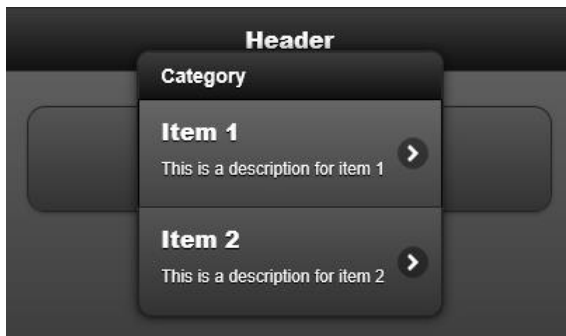 Header
Category
Item 1
This is a description for item 1
Item 2
This is a description for item 2